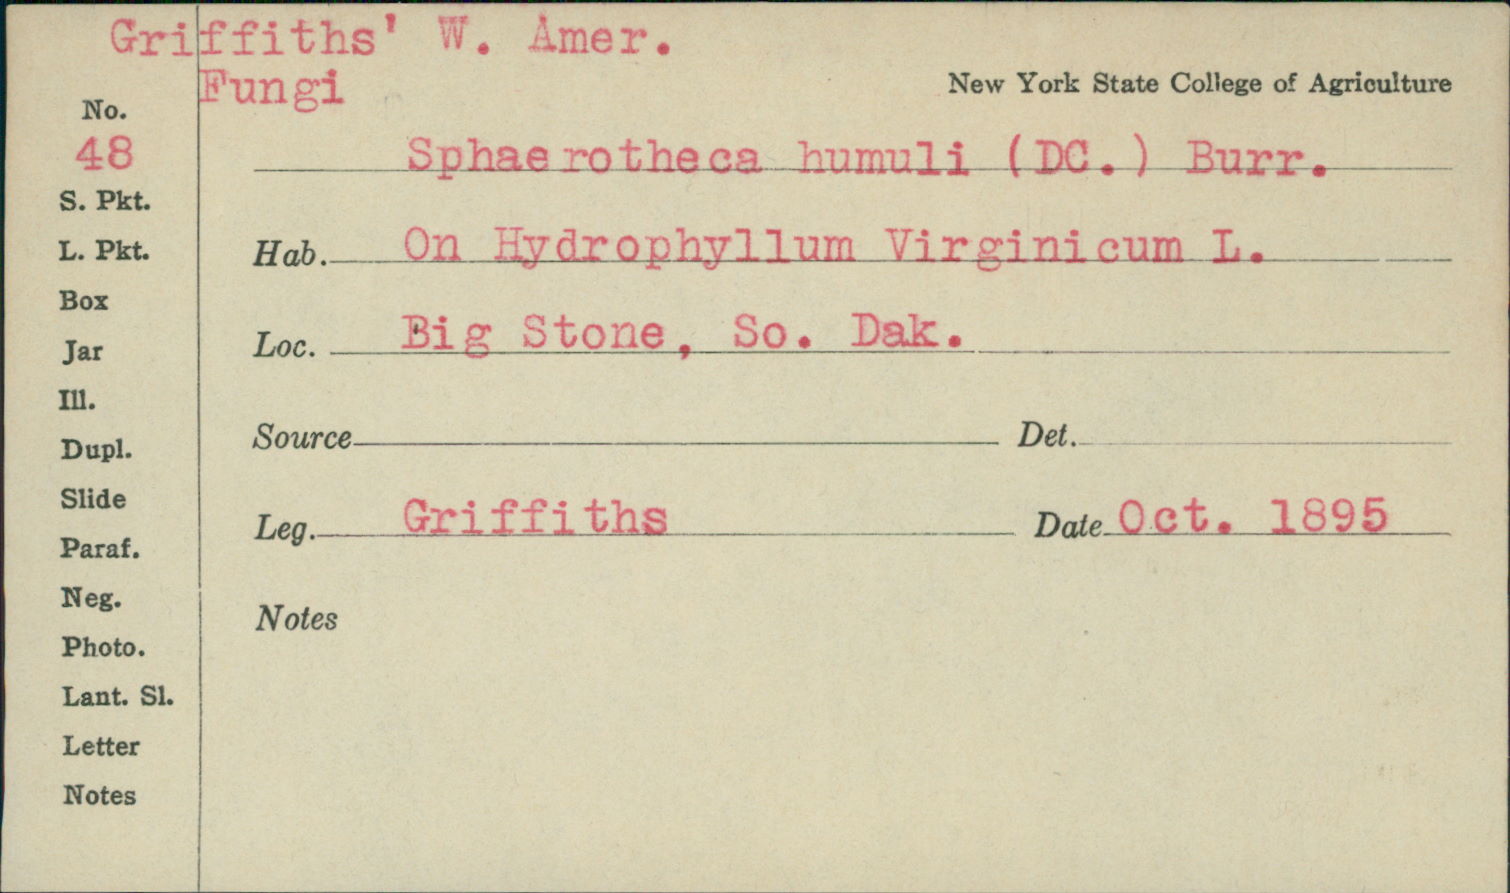 Griffiths' W. Amer.
Fungi
New York State College of Agriculture
No.
48
Sphaerotheca humuli (DC.) Burr.
S. Pkt.
L. Pkt.
Hab. On Hydrophyllum Virginicum L.
Box
Jar
Loc. Big Stone, So. Dak.
Ill.
Dupl.
Source Det.
Slide
Leg. Griffiths Date Oct. 1895
Paraf.
Neg.
Notes
Photo.
Lant. Sl.
Letter
Notes